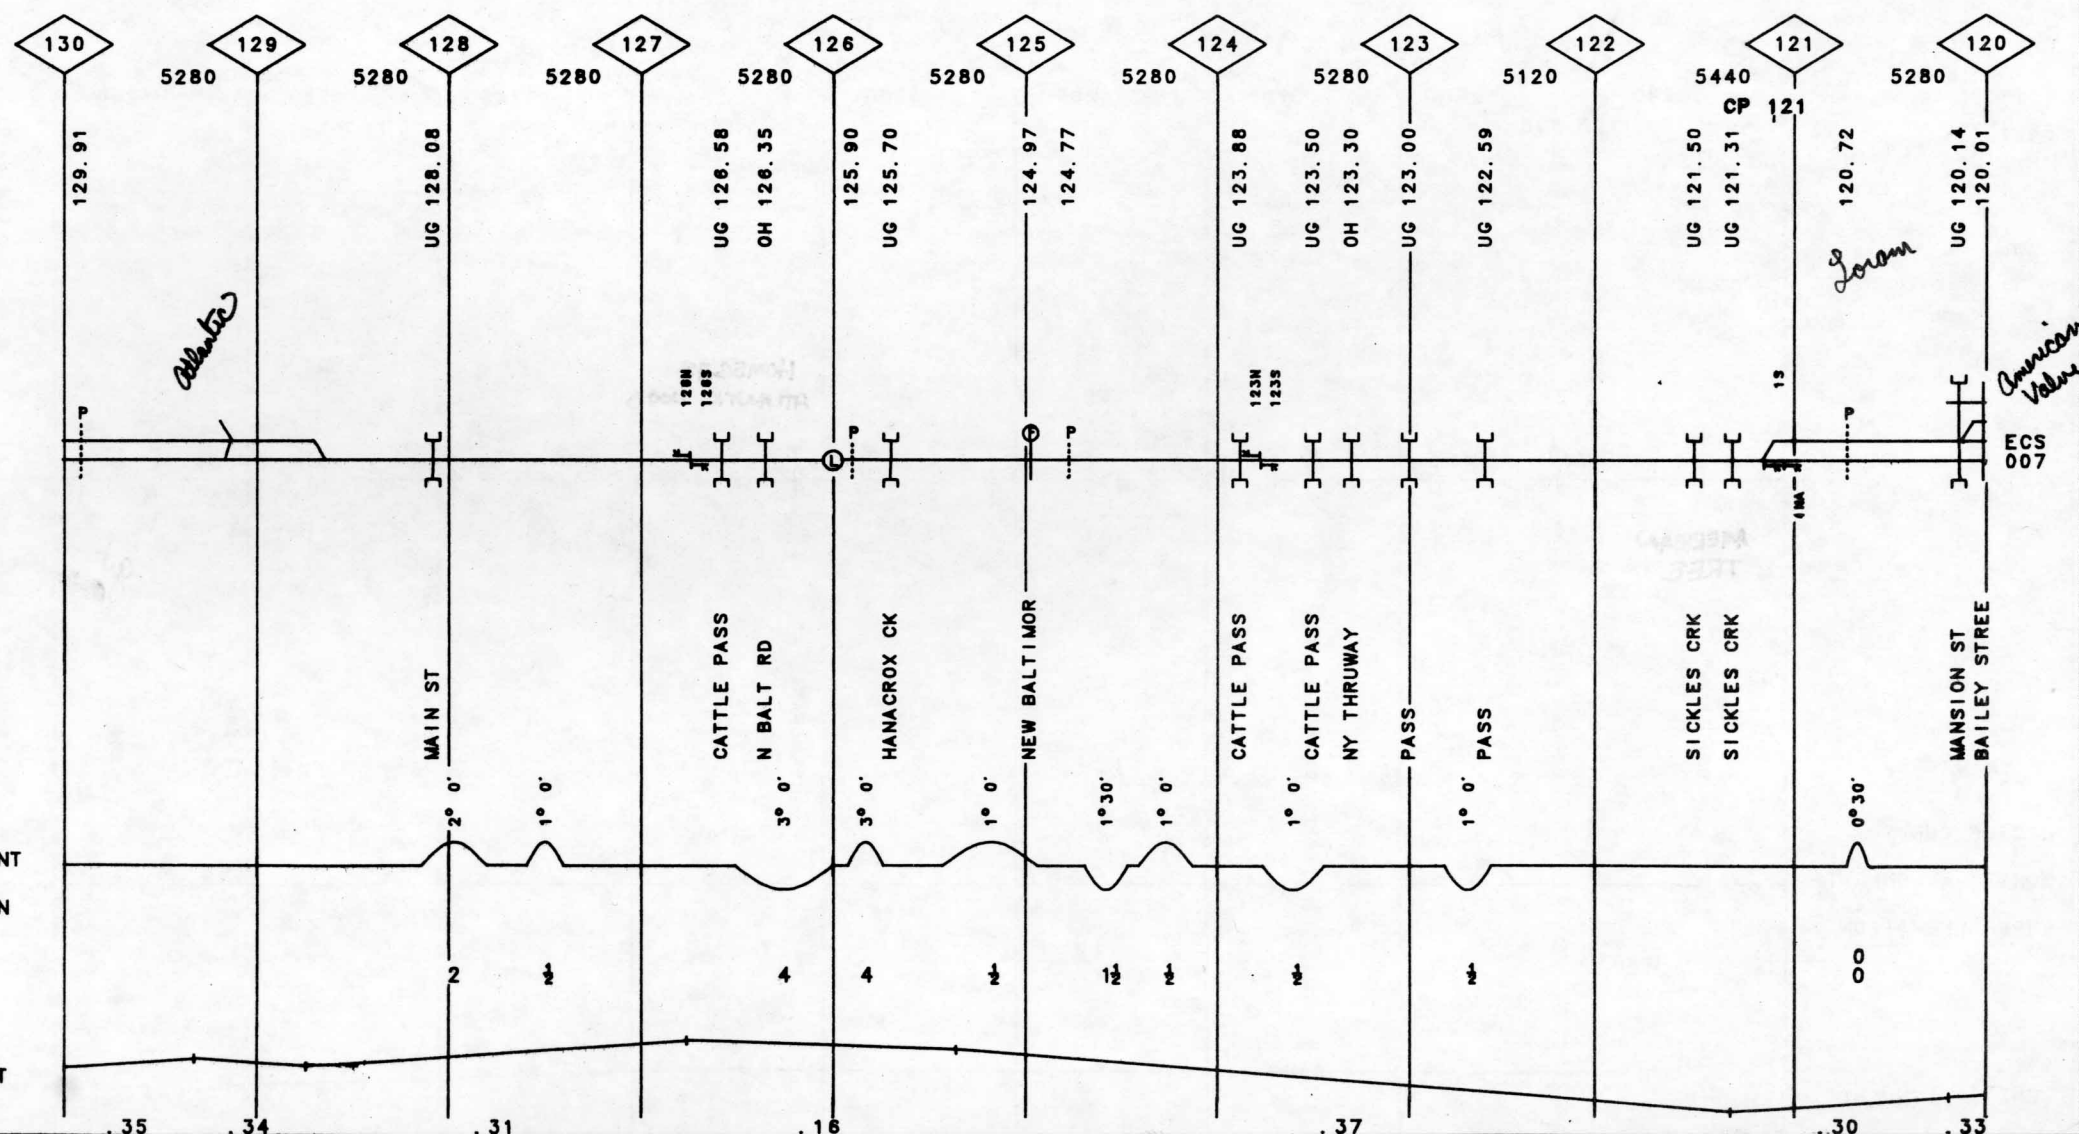 130 129 128 127 126 125 124 123 122 121 120
5280 5280 5280 5280 5280 5280 5280 5120 5440 5280
CP 121
129.91
UG 128.08
UG 126.58
OH 126.35
125.90
UG 125.70
124.97
124.77
UG 123.88
UG 123.50
OH 123.30
UG 123.00
UG 122.59
UG 121.50
UG 121.31
120.72
UG 120.14
120.01
Atlantic
Loram
American
Valve
126N
126S
123N
123S
1S
P
L
P
F
P
P
ECS
007
MAIN ST
CATTLE PASS
N BALT RD
HANACROX CK
NEW BALTIMOR
CATTLE PASS
CATTLE PASS
NY THRUWAY
PASS
PASS
SICKLES CRK
SICKLES CRK
MANSION ST
BAILEY STREE
2° 0'
1° 0'
3° 0'
3° 0'
1° 0'
1°30'
1° 0'
1° 0'
1° 0'
0°30'
NT
N
2 ½ 4 4 ½ 1½ ½ ½ ½ 0
0
T
.35 .34 .31 .16 .37 .30 .33